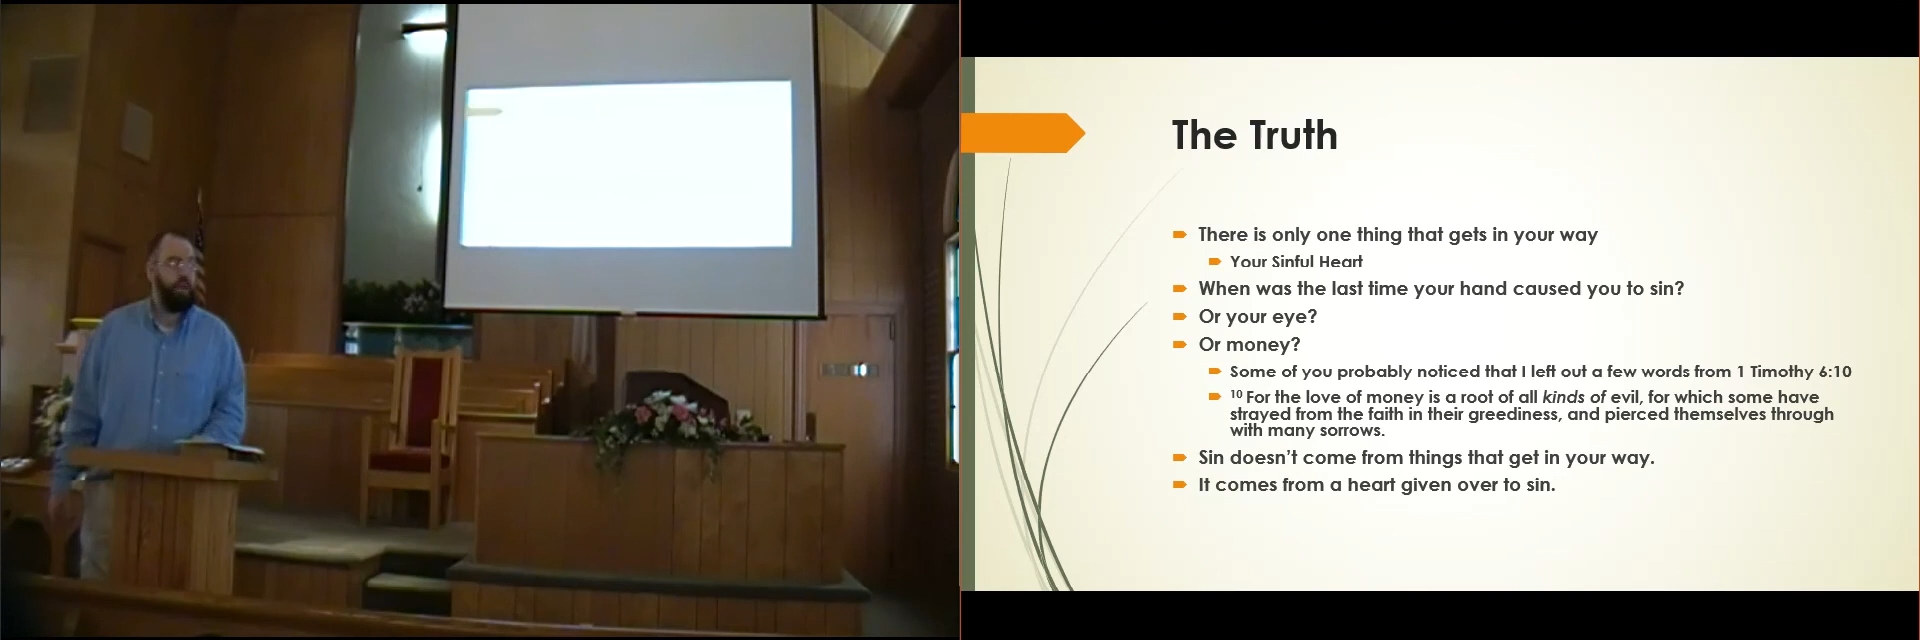 The Truth
There is only one thing that gets in your way
Your Sinful Heart
When was the last time your hand caused you to sin?
Or your eye?
Or money?
Some of you probably noticed that I left out a few words from 1 Timothy 6:10
10 For the love of money is a root of all kinds of evil, for which some have
strayed from the faith in their greediness, and pierced themselves through
with many sorrows.
Sin doesn't come from things that get in your way.
It comes from a heart given over to sin.